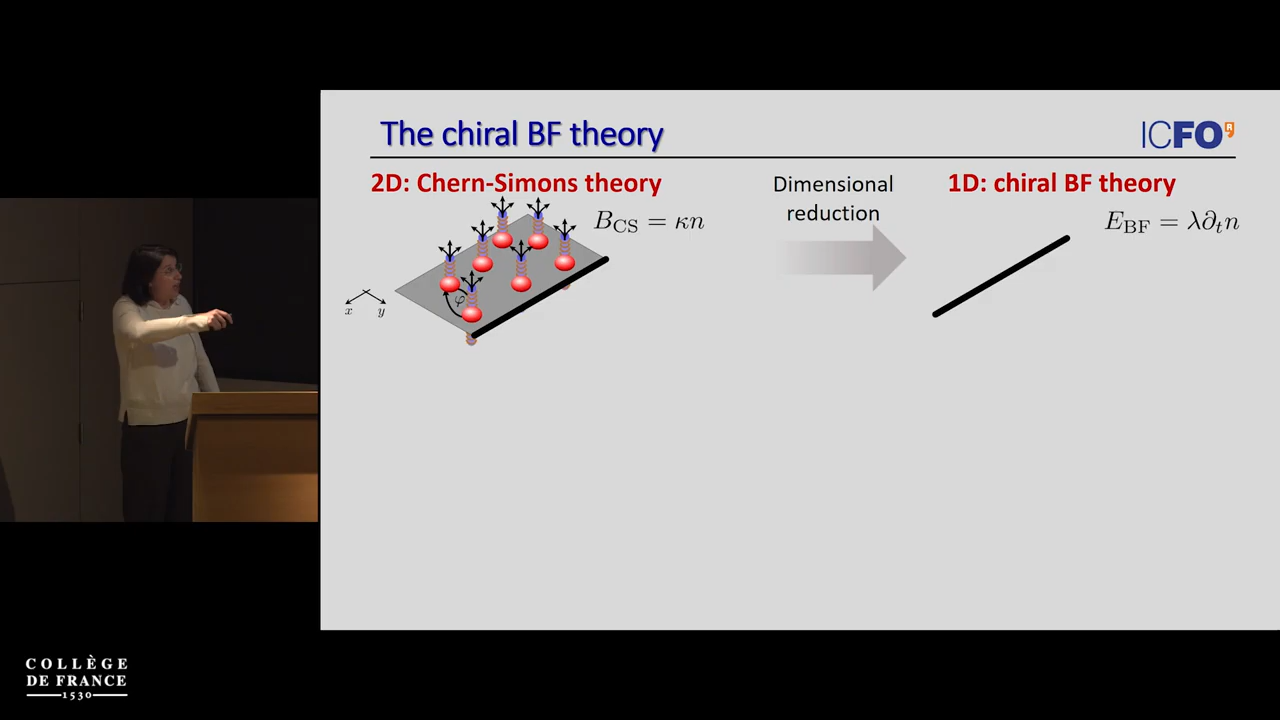 The chiral BF theory
ICFO
R
2D: Chern-Simons theory
B_CS = κn
Dimensional
reduction
1D: chiral BF theory
E_BF = λ∂_t n
φ
x y
COLLÈGE
DE FRANCE
1530